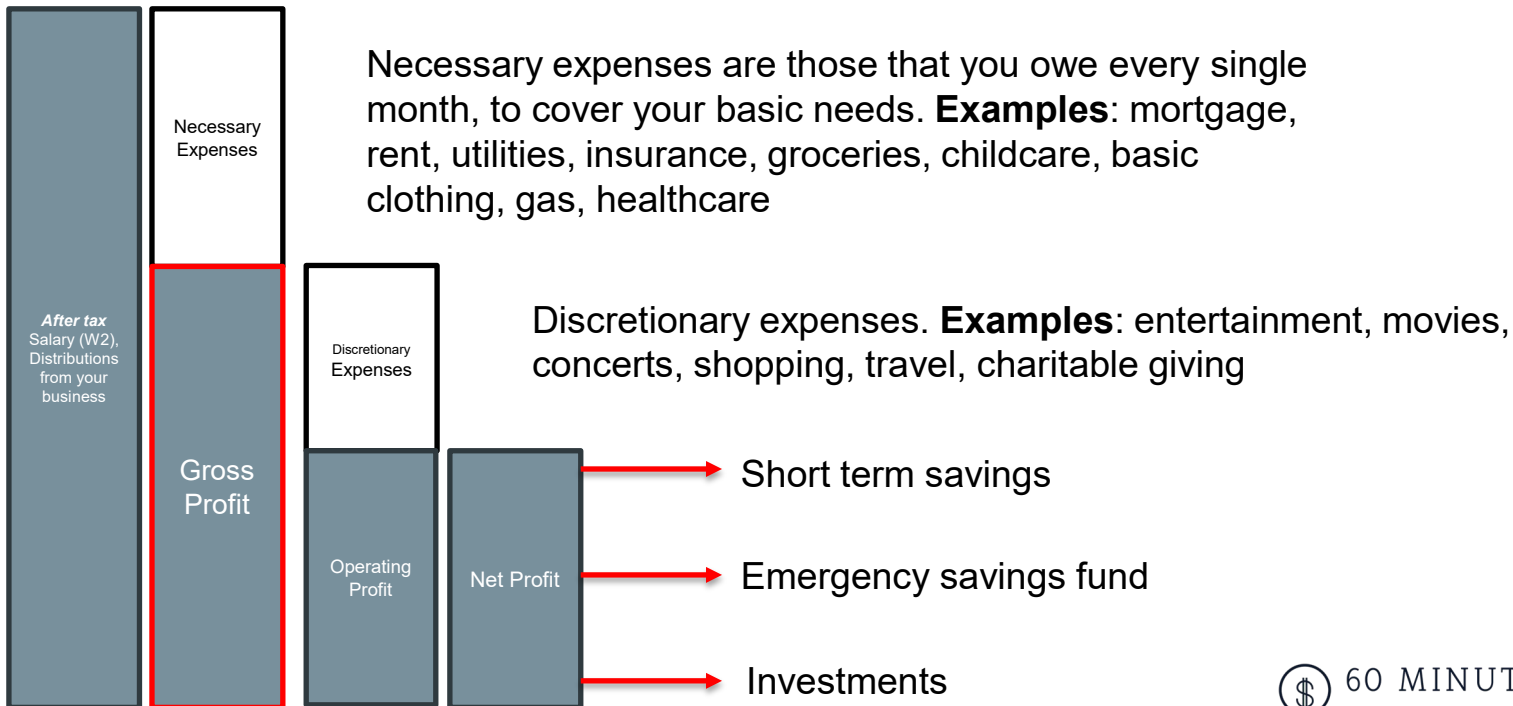 Necessary expenses are those that you owe every single
month, to cover your basic needs. Examples: mortgage,
rent, utilities, insurance, groceries, childcare, basic
clothing, gas, healthcare
Necessary
Expenses
After tax
Salary (W2),
Distributions
from your
business
Gross
Profit
Discretionary
Expenses
Discretionary expenses. Examples: entertainment, movies,
concerts, shopping, travel, charitable giving
Operating
Profit
Net Profit
Short term savings
Emergency savings fund
Investments
$ 60 MINUT